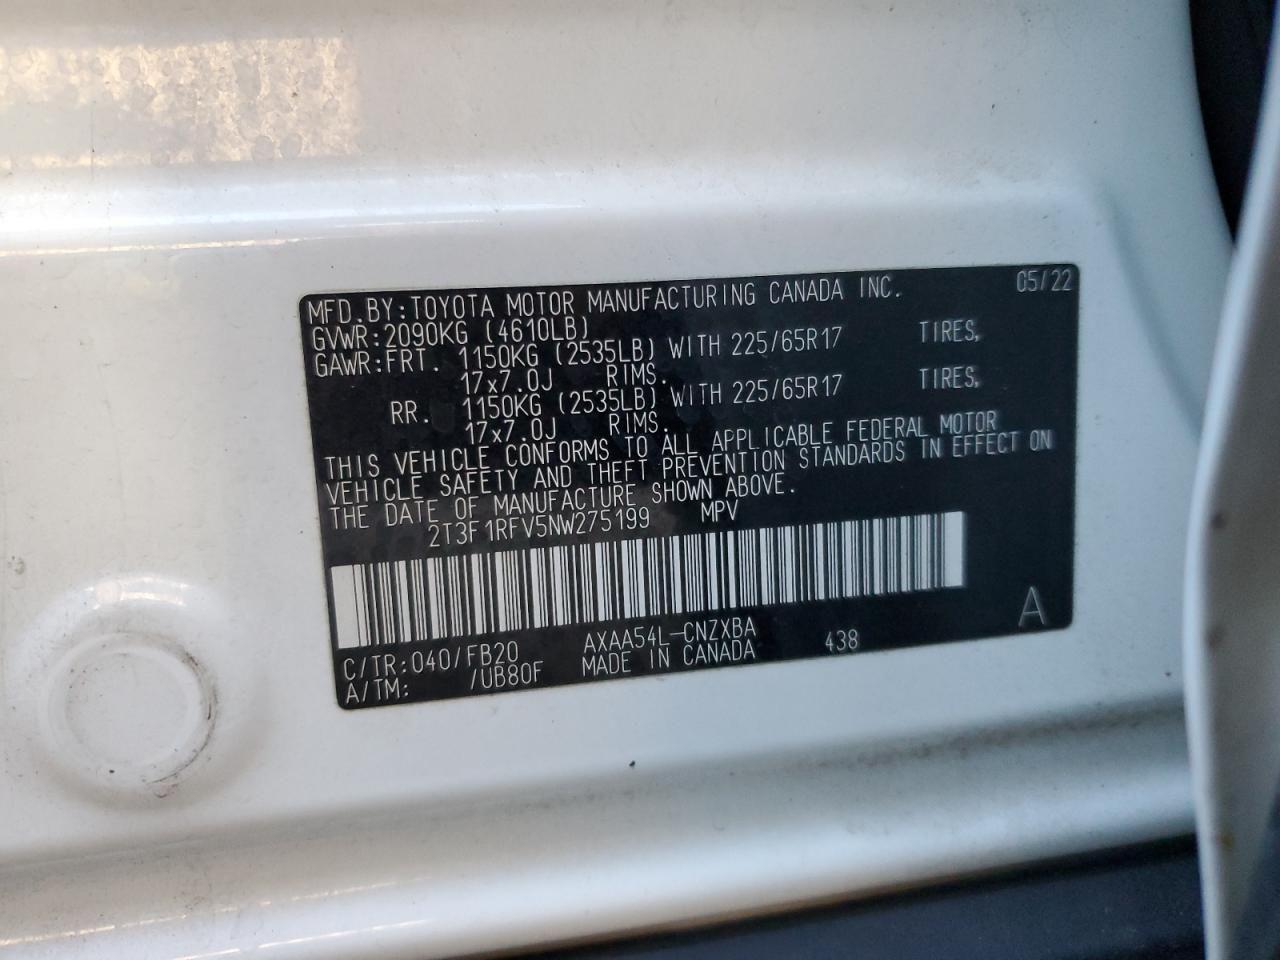 MFD.BY:TOYOTA MOTOR MANUFACTURING CANADA INC. 05/22
GVWR:2090KG (4610LB)
GAWR:FRT. 1150KG (2535LB) WITH 225/65R17 TIRES,
17x7.0J RIMS.
RR. 1150KG (2535LB) WITH 225/65R17 TIRES,
17x7.0J RIMS.
THIS VEHICLE CONFORMS TO ALL APPLICABLE FEDERAL MOTOR
VEHICLE SAFETY AND THEFT PREVENTION STANDARDS IN EFFECT ON
THE DATE OF MANUFACTURE SHOWN ABOVE.
2T3F1RFV5NW275199 MPV
C/TR:040/FB20 AXAA54L-CNZXBA 438 A
A/TM: /UB80F MADE IN CANADA